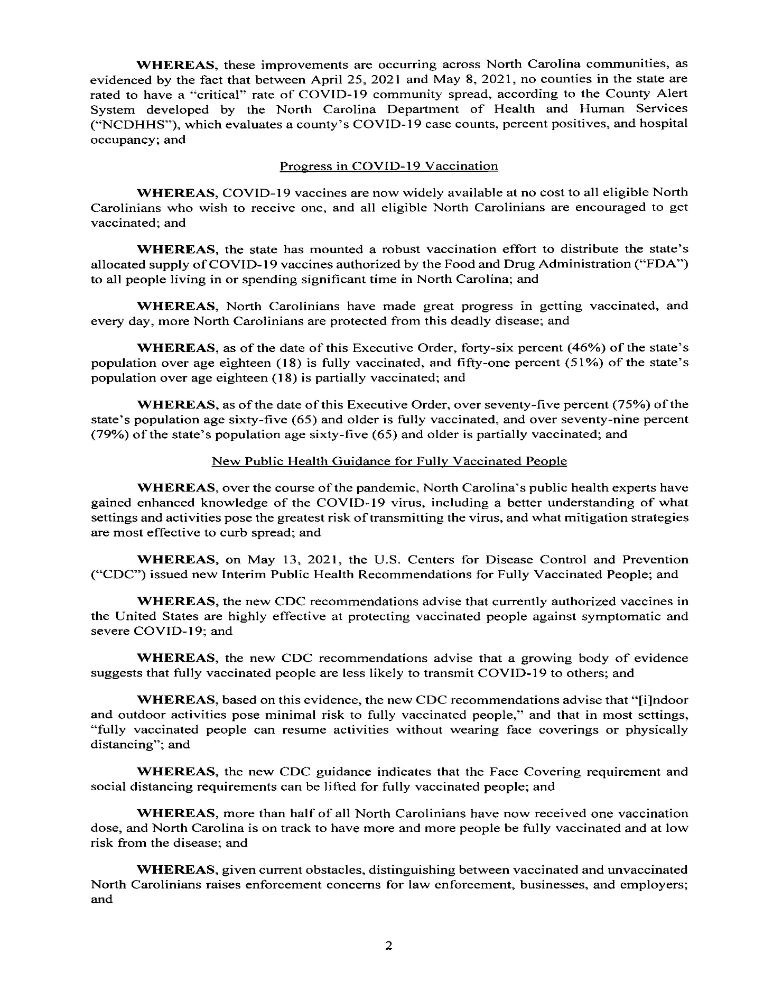 WHEREAS, these improvements are occurring across North Carolina communities, as
evidenced by the fact that between April 25, 2021 and May 8, 2021, no counties in the state are
rated to have a “critical” rate of COVID-19 community spread, according to the County Alert
System developed by the North Carolina Department of Health and Human Services
(“NCDHHS”), which evaluates a county’s COVID-19 case counts, percent positives, and hospital
occupancy; and
Progress in COVID-19 Vaccination
WHEREAS, COVID-19 vaccines are now widely available at no cost to all eligible North
Carolinians who wish to receive one, and all eligible North Carolinians are encouraged to get
vaccinated; and
WHEREAS, the state has mounted a robust vaccination effort to distribute the state’s
allocated supply of COVID-19 vaccines authorized by the Food and Drug Administration (“FDA”)
to all people living in or spending significant time in North Carolina; and
WHEREAS, North Carolinians have made great progress in getting vaccinated, and
every day, more North Carolinians are protected from this deadly disease; and
WHEREAS, as of the date of this Executive Order, forty-six percent (46%) of the state’s
population over age eighteen (18) is fully vaccinated, and fifty-one percent (51%) of the state’s
population over age eighteen (18) is partially vaccinated; and
WHEREAS, as of the date of this Executive Order, over seventy-five percent (75%) of the
state’s population age sixty-five (65) and older is fully vaccinated, and over seventy-nine percent
(79%) of the state’s population age sixty-five (65) and older is partially vaccinated; and
New Public Health Guidance for Fully Vaccinated People
WHEREAS, over the course of the pandemic, North Carolina’s public health experts have
gained enhanced knowledge of the COVID-19 virus, including a better understanding of what
settings and activities pose the greatest risk of transmitting the virus, and what mitigation strategies
are most effective to curb spread; and
WHEREAS, on May 13, 2021, the U.S. Centers for Disease Control and Prevention
(“CDC”) issued new Interim Public Health Recommendations for Fully Vaccinated People; and
WHEREAS, the new CDC recommendations advise that currently authorized vaccines in
the United States are highly effective at protecting vaccinated people against symptomatic and
severe COVID-19; and
WHEREAS, the new CDC recommendations advise that a growing body of evidence
suggests that fully vaccinated people are less likely to transmit COVID-19 to others; and
WHEREAS, based on this evidence, the new CDC recommendations advise that “[i]ndoor
and outdoor activities pose minimal risk to fully vaccinated people,” and that in most settings,
“fully vaccinated people can resume activities without wearing face coverings or physically
distancing”; and
WHEREAS, the new CDC guidance indicates that the Face Covering requirement and
social distancing requirements can be lifted for fully vaccinated people; and
WHEREAS, more than half of all North Carolinians have now received one vaccination
dose, and North Carolina is on track to have more and more people be fully vaccinated and at low
risk from the disease; and
WHEREAS, given current obstacles, distinguishing between vaccinated and unvaccinated
North Carolinians raises enforcement concerns for law enforcement, businesses, and employers;
and
2